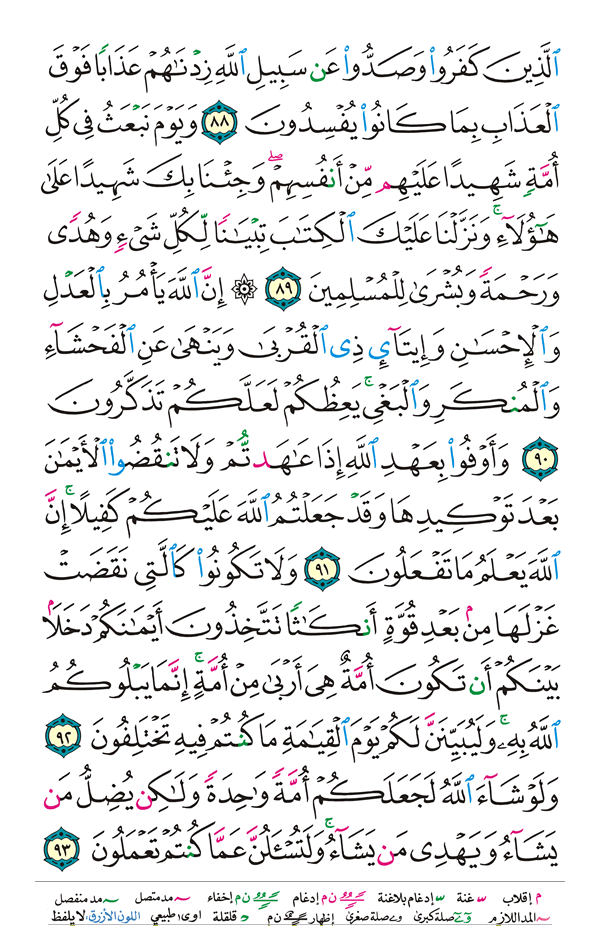 ٱلَّذِينَ كَفَرُوا۟ وَصَدُّوا۟ عَن سَبِيلِ ٱللَّهِ زِدْنَـٰهُمْ عَذَابًا فَوْقَ
ٱلْعَذَابِ بِمَا كَانُوا۟ يُفْسِدُونَ ٨٨ وَيَوْمَ نَبْعَثُ فِى كُلِّ
أُمَّةٍ شَهِيدًا عَلَيْهِم مِّنْ أَنفُسِهِمْ ۖ وَجِئْنَا بِكَ شَهِيدًا عَلَىٰ
هَـٰٓؤُلَآءِ ۚ وَنَزَّلْنَا عَلَيْكَ ٱلْكِتَـٰبَ تِبْيَـٰنًا لِّكُلِّ شَىْءٍ وَهُدًى
وَرَحْمَةً وَبُشْرَىٰ لِلْمُسْلِمِينَ ٨٩ ۞ إِنَّ ٱللَّهَ يَأْمُرُ بِٱلْعَدْلِ
وَٱلْإِحْسَـٰنِ وَإِيتَآئِ ذِى ٱلْقُرْبَىٰ وَيَنْهَىٰ عَنِ ٱلْفَحْشَآءِ
وَٱلْمُنكَرِ وَٱلْبَغْىِ ۚ يَعِظُكُمْ لَعَلَّكُمْ تَذَكَّرُونَ
٩٠ وَأَوْفُوا۟ بِعَهْدِ ٱللَّهِ إِذَا عَـٰهَدتُّمْ وَلَا تَنقُضُوا۟ ٱلْأَيْمَـٰنَ
بَعْدَ تَوْكِيدِهَا وَقَدْ جَعَلْتُمُ ٱللَّهَ عَلَيْكُمْ كَفِيلًا ۚ إِنَّ
ٱللَّهَ يَعْلَمُ مَا تَفْعَلُونَ ٩١ وَلَا تَكُونُوا۟ كَٱلَّتِى نَقَضَتْ
غَزْلَهَا مِنۢ بَعْدِ قُوَّةٍ أَنكَـٰثًا تَتَّخِذُونَ أَيْمَـٰنَكُمْ دَخَلًۢا
بَيْنَكُمْ أَن تَكُونَ أُمَّةٌ هِىَ أَرْبَىٰ مِنْ أُمَّةٍ ۚ إِنَّمَا يَبْلُوكُمُ
ٱللَّهُ بِهِۦ ۚ وَلَيُبَيِّنَنَّ لَكُمْ يَوْمَ ٱلْقِيَـٰمَةِ مَا كُنتُمْ فِيهِ تَخْتَلِفُونَ ٩٢
وَلَوْ شَآءَ ٱللَّهُ لَجَعَلَكُمْ أُمَّةً وَٰحِدَةً وَلَـٰكِن يُضِلُّ مَن
يَشَآءُ وَيَهْدِى مَن يَشَآءُ ۚ وَلَتُسْـَٔلُنَّ عَمَّا كُنتُمْ تَعْمَلُونَ ٩٣
م إقلاب غنة إدغام بلاغنة ن م إدغام ن م إخفاء مد متصل مد منفصل
المد اللازم صلة كبرى صلة صغرى إظهار ن م قلقلة اوى طبيعي اللون الأزرق: لا يلفظ